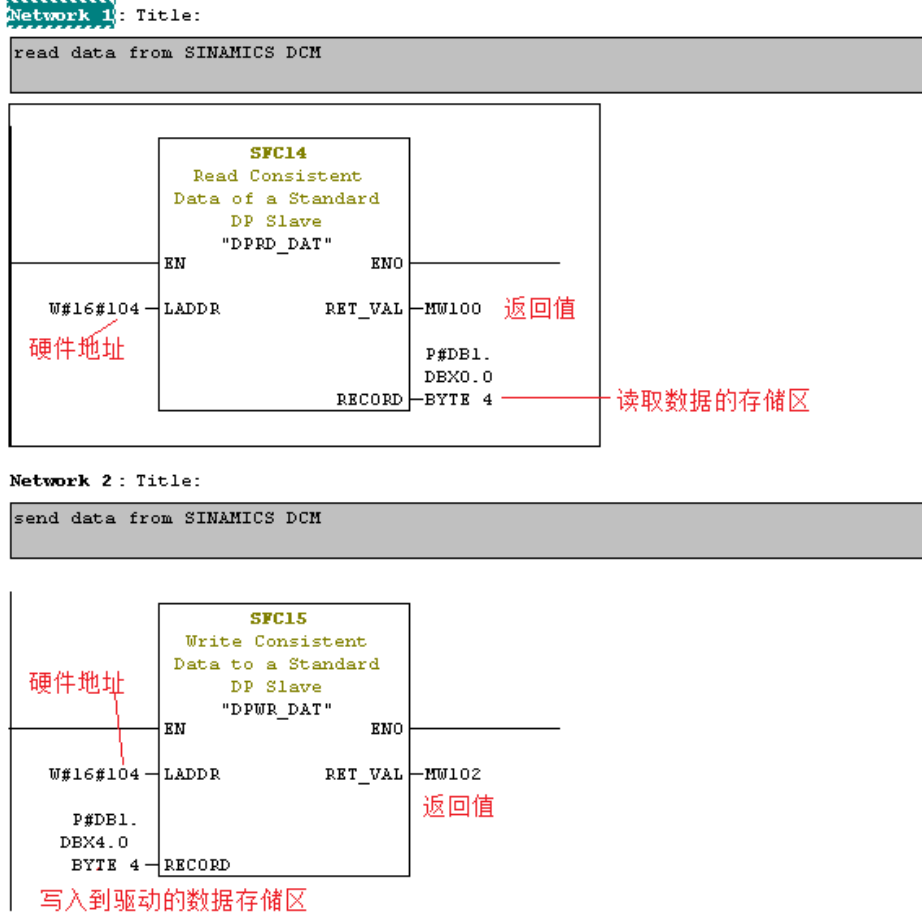 Network 1: Title:
read data from SINAMICS DCM
SFC14
Read Consistent
Data of a Standard
DP Slave
"DPRD_DAT"
EN ENO
W#16#104 LADDR RET_VAL MW100 返回值
硬件地址
P#DB1.
DBX0.0
RECORD BYTE 4 读取数据的存储区
Network 2: Title:
send data from SINAMICS DCM
SFC15
Write Consistent
Data to a Standard
DP Slave
硬件地址
"DPWR_DAT"
EN ENO
W#16#104 LADDR RET_VAL MW102
返回值
P#DB1.
DBX4.0
BYTE 4 RECORD
写入到驱动的数据存储区